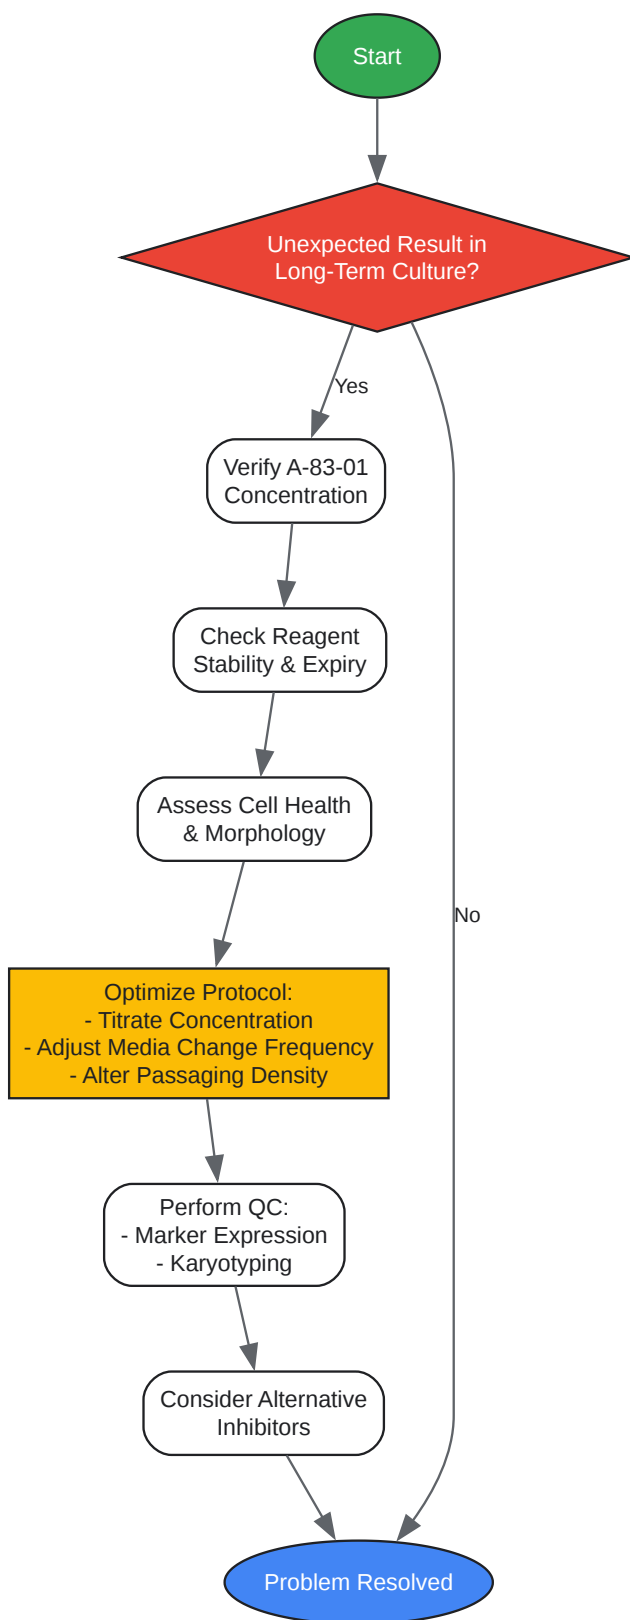 Start
Unexpected Result in
Long-Term Culture?
Yes
Verify A-83-01
Concentration
Check Reagent
Stability & Expiry
Assess Cell Health
& Morphology
No
Optimize Protocol:
- Titrate Concentration
- Adjust Media Change Frequency
- Alter Passaging Density
Perform QC:
- Marker Expression
- Karyotyping
Consider Alternative
Inhibitors
Problem Resolved